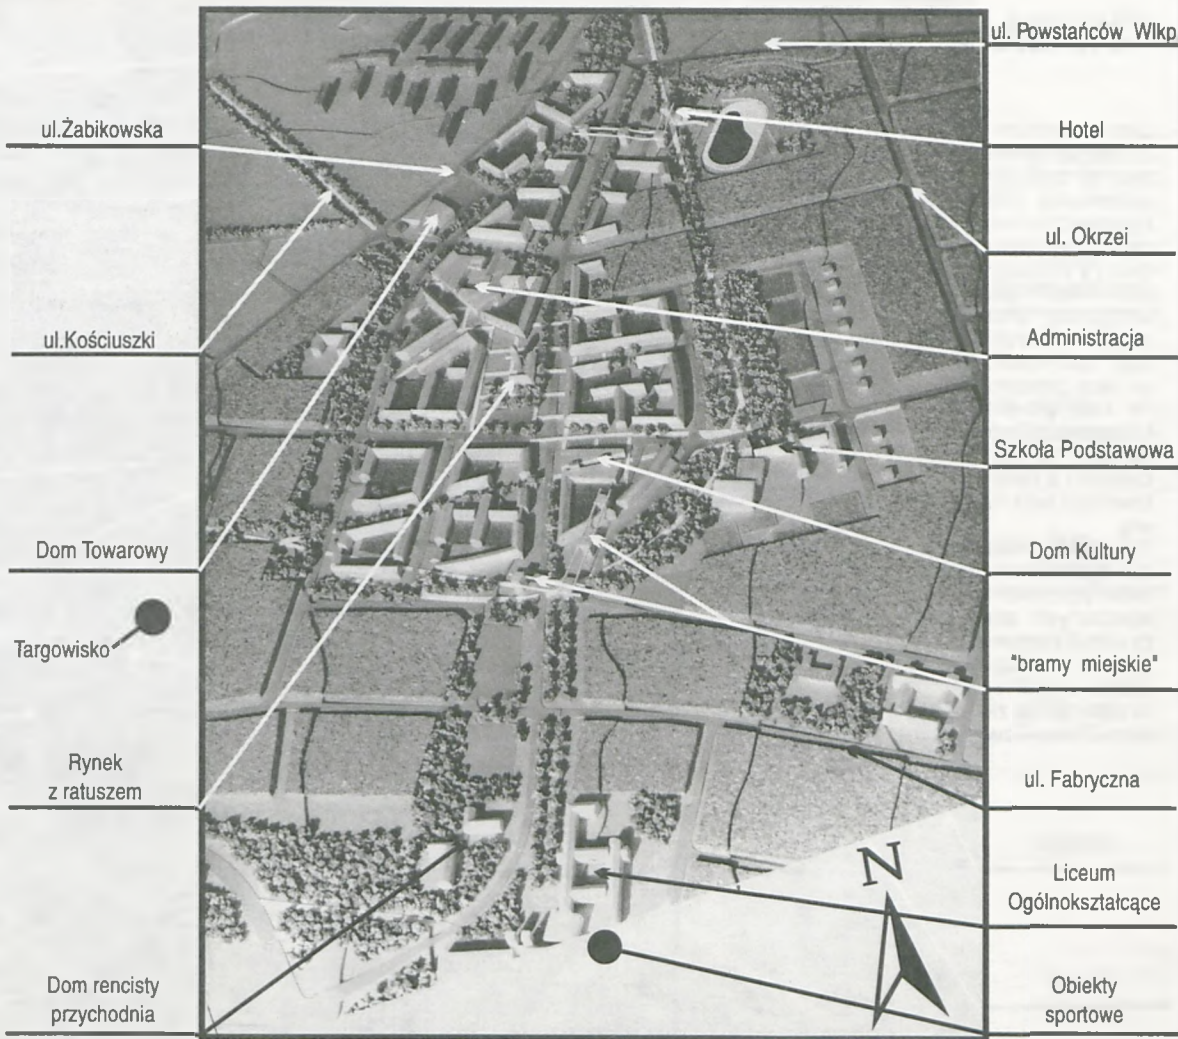 ul.Żabikowska
ul.Kościuszki
Dom Towarowy
Targowisko
Rynek
z ratuszem
Dom rencisty
przychodnia
ul. Powstańców Wlkp
Hotel
ul. Okrzei
Administracja
Szkoła Podstawowa
Dom Kultury
"bramy miejskie"
ul. Fabryczna
Liceum
Ogólnokształcące
Obiekty
sportowe
N